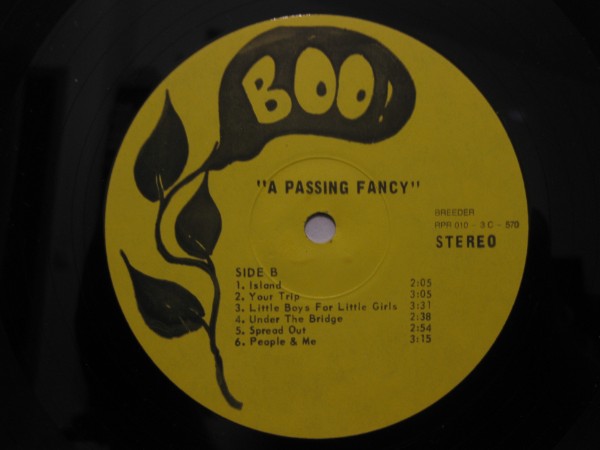 BOO!
"A PASSING FANCY"
BREEDER
RPR 010 - 3 C - 570
STEREO
SIDE B
1. Island 2:05
2. Your Trip 3:05
3. Little Boys For Little Girls 3:31
4. Under The Bridge 2:38
5. Spread Out 2:54
6. People & Me 3:15